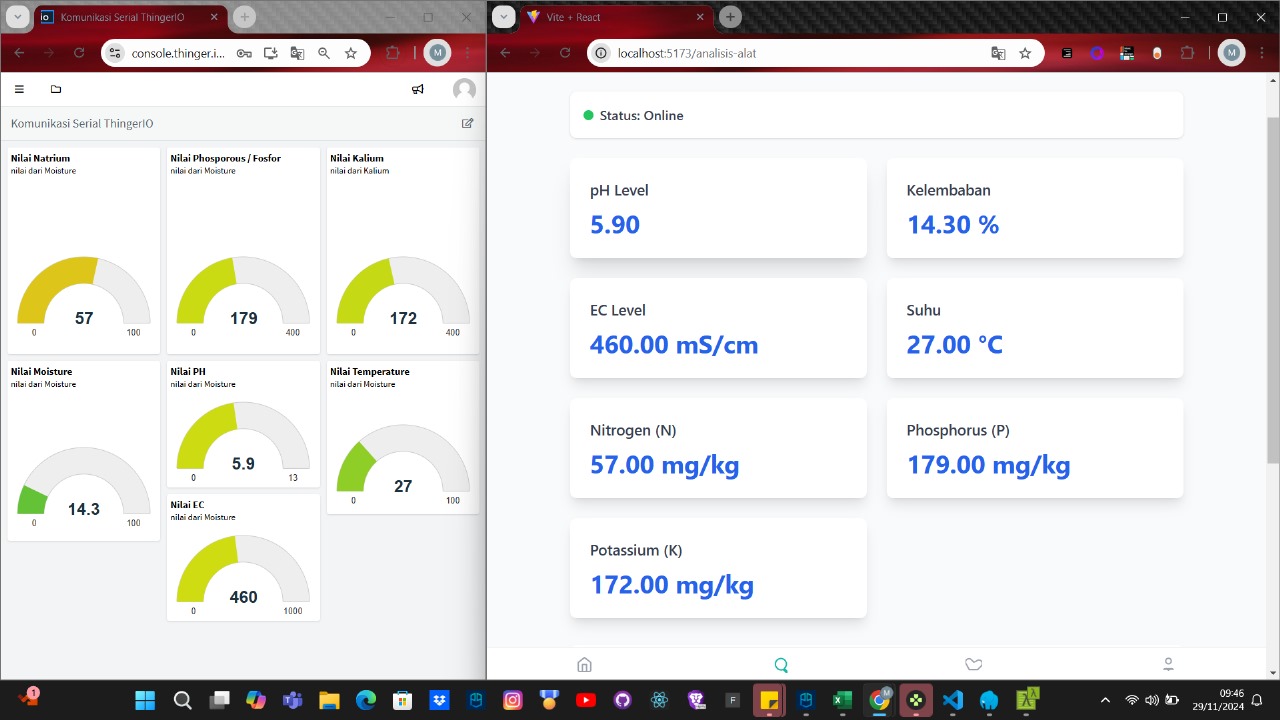 Komunikasi Serial ThingerIO
console.thinger.i...
M
Komunikasi Serial ThingerIO
Nilai Natrium
nilai dari Moisture
57
0
100
Nilai Phosporous / Fosfor
nilai dari Moisture
179
0
400
Nilai Kalium
nilai dari Kalium
172
0
400
Nilai Moisture
nilai dari Moisture
14.3
0
100
Nilai PH
nilai dari Moisture
5.9
0
13
Nilai Temperature
nilai dari Moisture
27
0
100
Nilai EC
nilai dari Moisture
460
0
1000
Vite + React
localhost:5173/analisis-alat
M
Status: Online
pH Level
5.90
Kelembaban
14.30 %
EC Level
460.00 mS/cm
Suhu
27.00 °C
Nitrogen (N)
57.00 mg/kg
Phosphorus (P)
179.00 mg/kg
Potassium (K)
172.00 mg/kg
1
F
M
09:46
29/11/2024